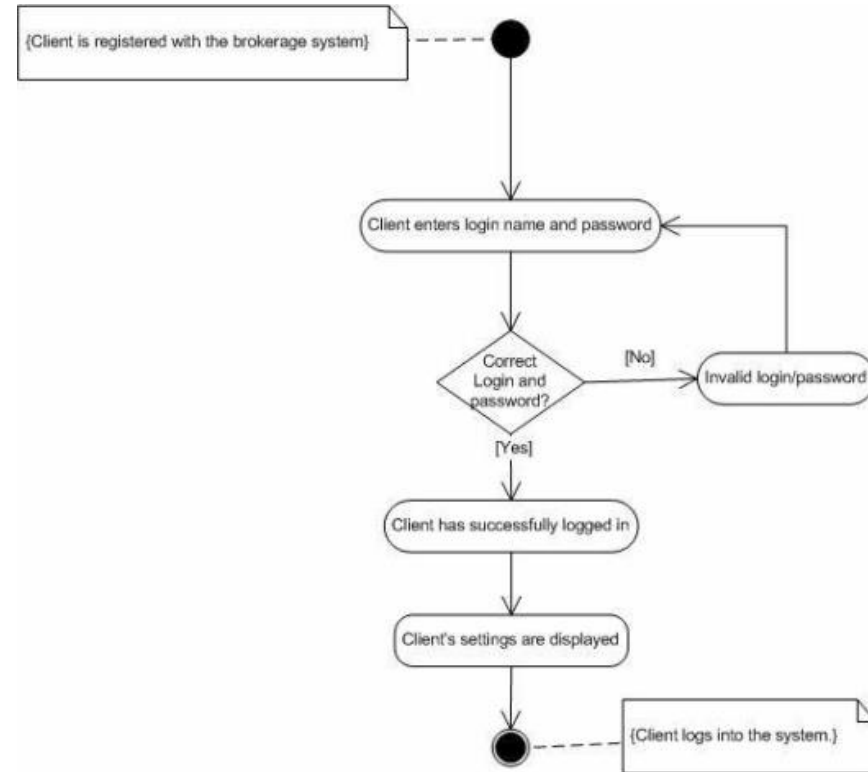 {Client is registered with the brokerage system}
Client enters login name and password
Correct
Login and
password?
[No]
Invalid login/password
[Yes]
Client has successfully logged in
Client's settings are displayed
{Client logs into the system.}